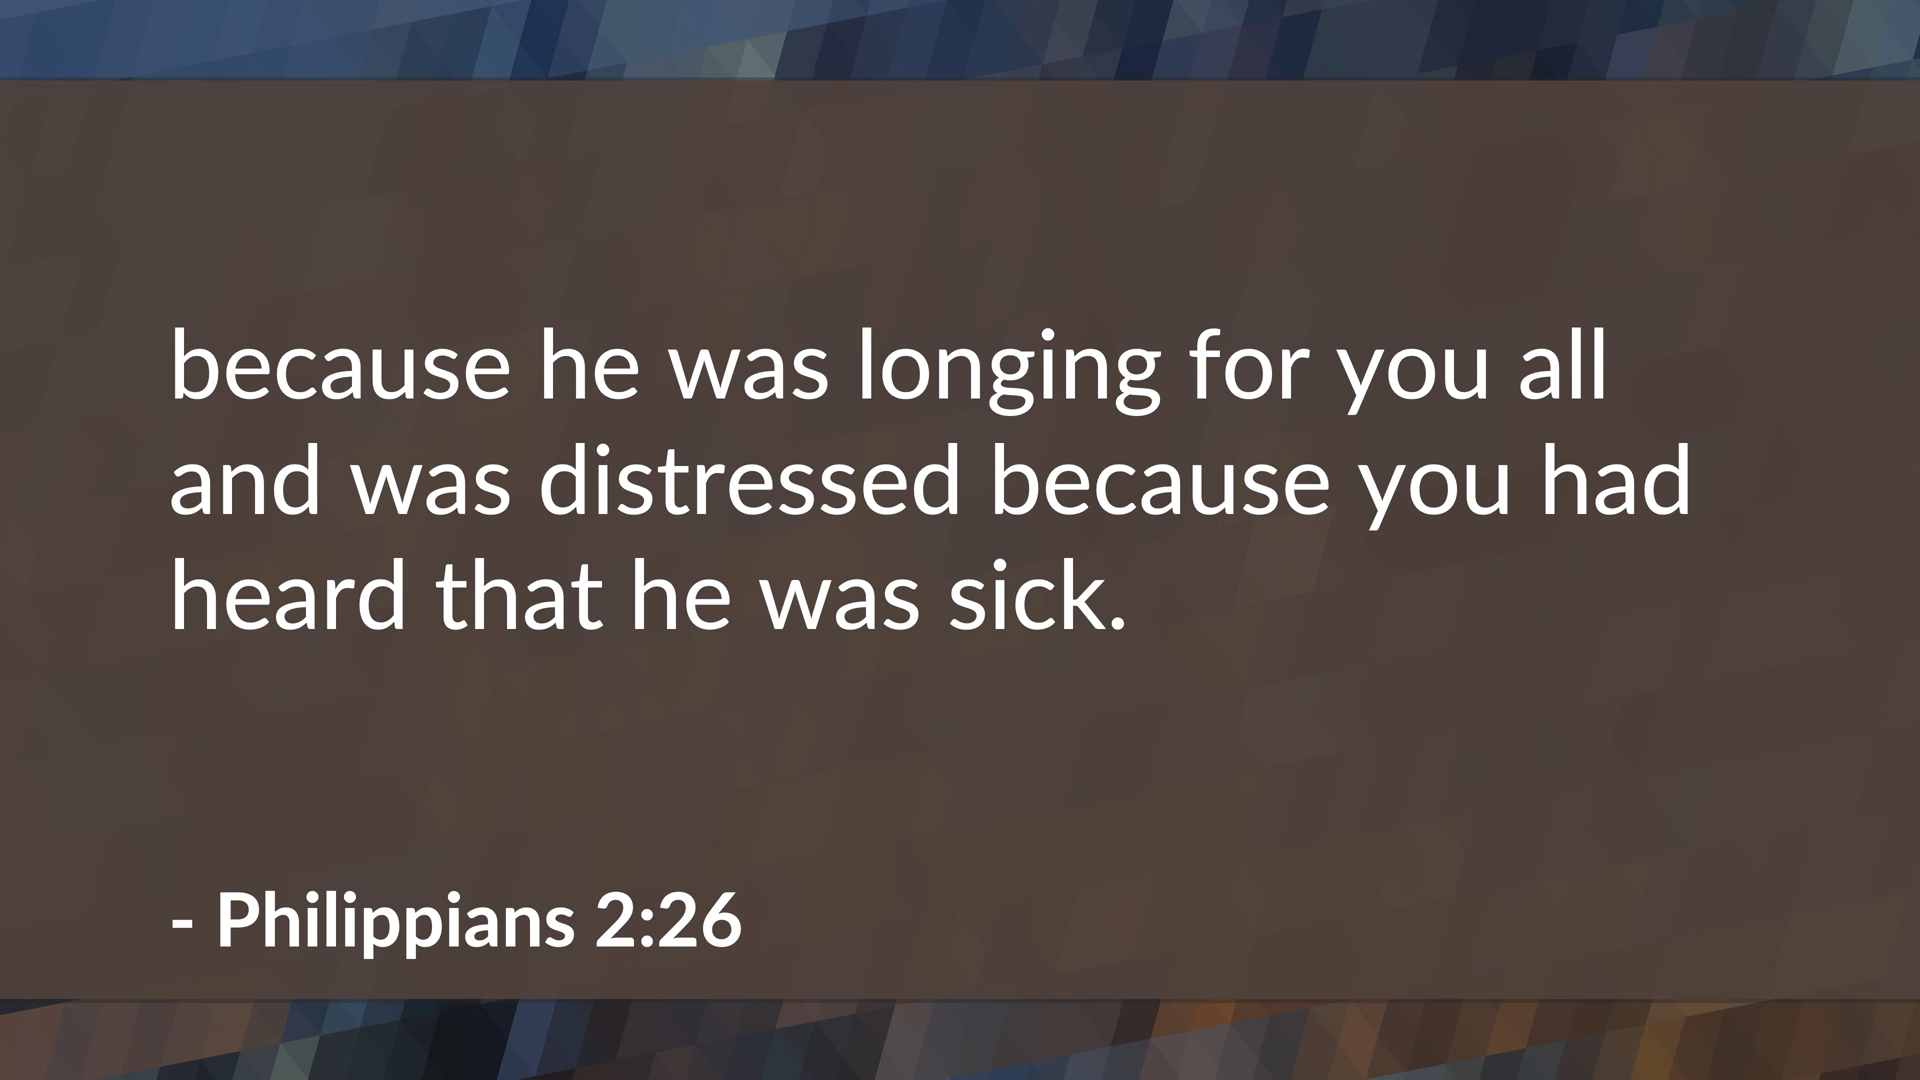 because he was longing for you all
and was distressed because you had
heard that he was sick.
- Philippians 2:26